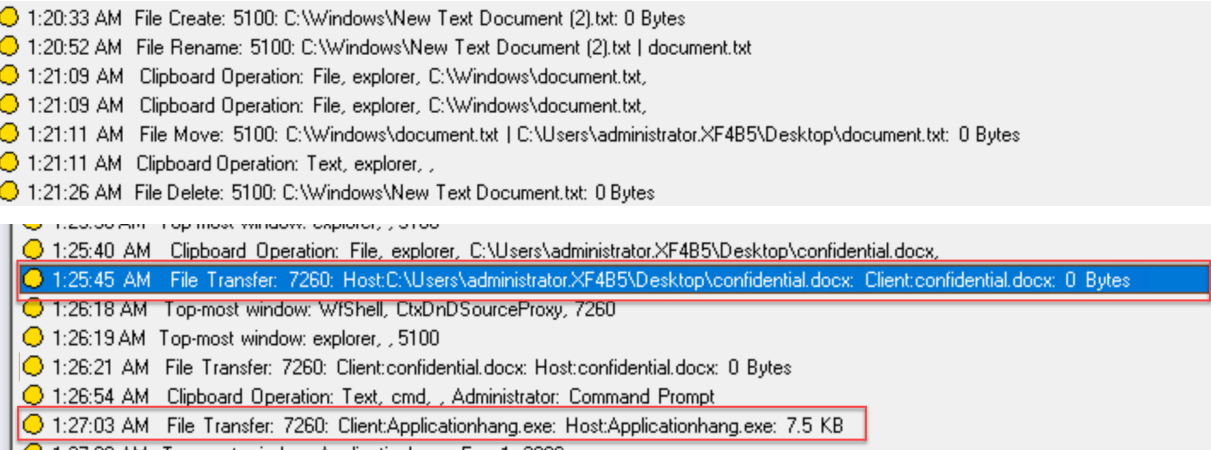 1:20:33 AM File Create: 5100: C:\Windows\New Text Document (2).txt: 0 Bytes
1:20:52 AM File Rename: 5100: C:\Windows\New Text Document (2).txt | document.txt
1:21:09 AM Clipboard Operation: File, explorer, C:\Windows\document.txt,
1:21:09 AM Clipboard Operation: File, explorer, C:\Windows\document.txt,
1:21:11 AM File Move: 5100: C:\Windows\document.txt | C:\Users\administrator.XF4B5\Desktop\document.txt: 0 Bytes
1:21:11 AM Clipboard Operation: Text, explorer, ,
1:21:26 AM File Delete: 5100: C:\Windows\New Text Document.txt: 0 Bytes
Top-most window: explorer, , 5100
1:25:40 AM Clipboard Operation: File, explorer, C:\Users\administrator.XF4B5\Desktop\confidential.docx,
1:25:45 AM File Transfer: 7260: Host:C:\Users\administrator.XF4B5\Desktop\confidential.docx: Client:confidential.docx: 0 Bytes
1:26:18 AM Top-most window: WfShell, CtxDnDSourceProxy, 7260
1:26:19 AM Top-most window: explorer, , 5100
1:26:21 AM File Transfer: 7260: Client:confidential.docx: Host:confidential.docx: 0 Bytes
1:26:54 AM Clipboard Operation: Text, cmd, , Administrator: Command Prompt
1:27:03 AM File Transfer: 7260: Client:Applicationhang.exe: Host:Applicationhang.exe: 7.5 KB